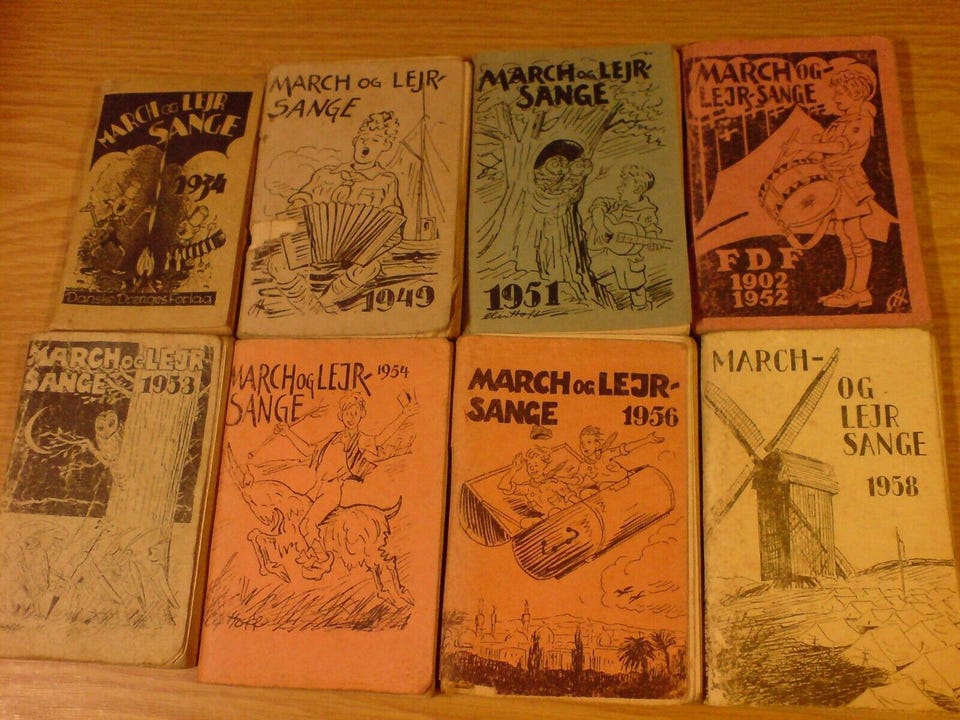 MARCH OG LEJR
SANGE
1934
Danske Drenges Forlag
MARCH OG LEJR-
SANGE
1949
MARCH OG LEJR-
SANGE
1951
MARCH OG
LEJR-SANGE
FDF
1902
1952
MARCH OG LEJR
SANGE 1953
MARCH OG LEJR- 1954
SANGE
Hoff
MARCH OG LEJR-
SANGE 1956
MARCH-
OG
LEJR
SANGE
1958